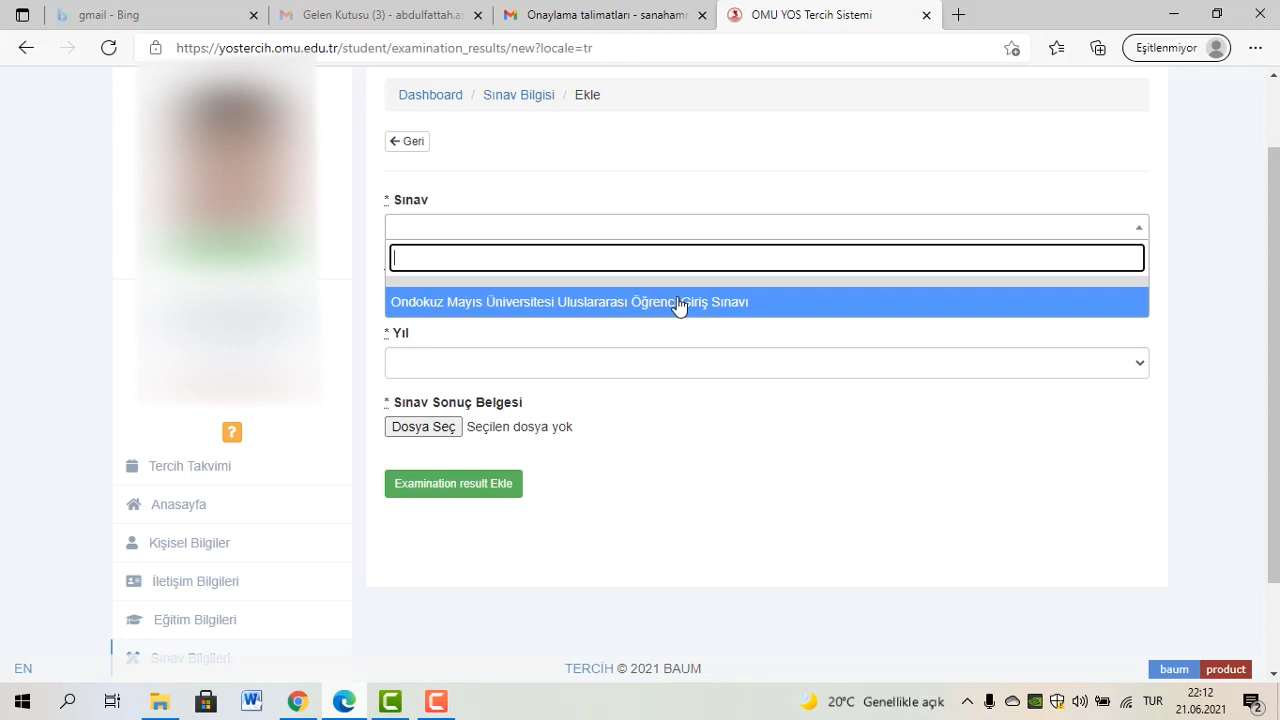 gmail - Bing
Gelen Kutusu (3) - abdulfattah.as
Onaylama talimatları - sanaham
OMU YOS Tercih Sistemi
https://yostercih.omu.edu.tr/student/examination_results/new?locale=tr
Eşitlenmiyor
Dashboard / Sınav Bilgisi / Ekle
Geri
* Sınav
Ondokuz Mayıs Üniversitesi Uluslararası Öğrenci Giriş Sınavı
* Yıl
* Sınav Sonuç Belgesi
Dosya Seç Seçilen dosya yok
Examination result Ekle
?
Tercih Takvimi
Anasayfa
Kişisel Bilgiler
İletişim Bilgileri
Eğitim Bilgileri
Sınav Bilgileri
EN
TERCİH © 2021 BAUM
baum product
20°C Genellikle açık
TUR
22:12
21.06.2021
2